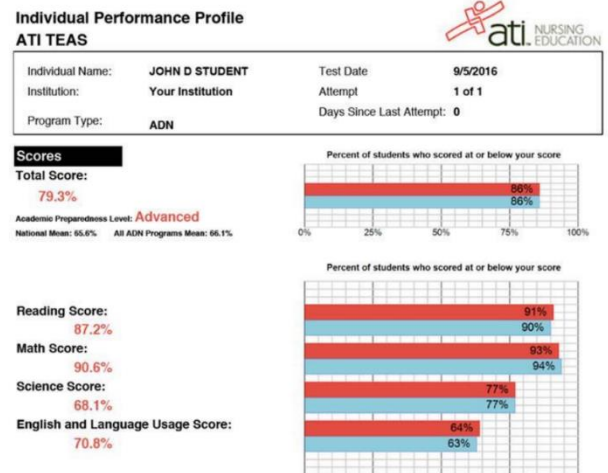 Individual Performance Profile
ATI TEAS
ati NURSING
EDUCATION
Individual Name: JOHN D STUDENT Test Date 9/5/2016
Institution: Your Institution Attempt 1 of 1
Days Since Last Attempt: 0
Program Type: ADN
Scores
Percent of students who scored at or below your score
Total Score:
79.3%
86%
86%
Academic Preparedness Level: Advanced
National Mean: 65.6% All ADN Programs Mean: 66.1%
0% 25% 50% 75% 100%
Percent of students who scored at or below your score
Reading Score: 91%
87.2% 90%
Math Score: 93%
90.6% 94%
Science Score: 77%
68.1% 77%
English and Language Usage Score: 64%
70.8% 63%